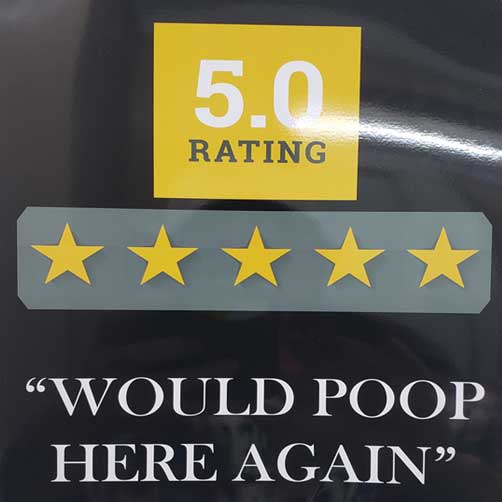 5.0
RATING
“WOULD POOP
HERE AGAIN”